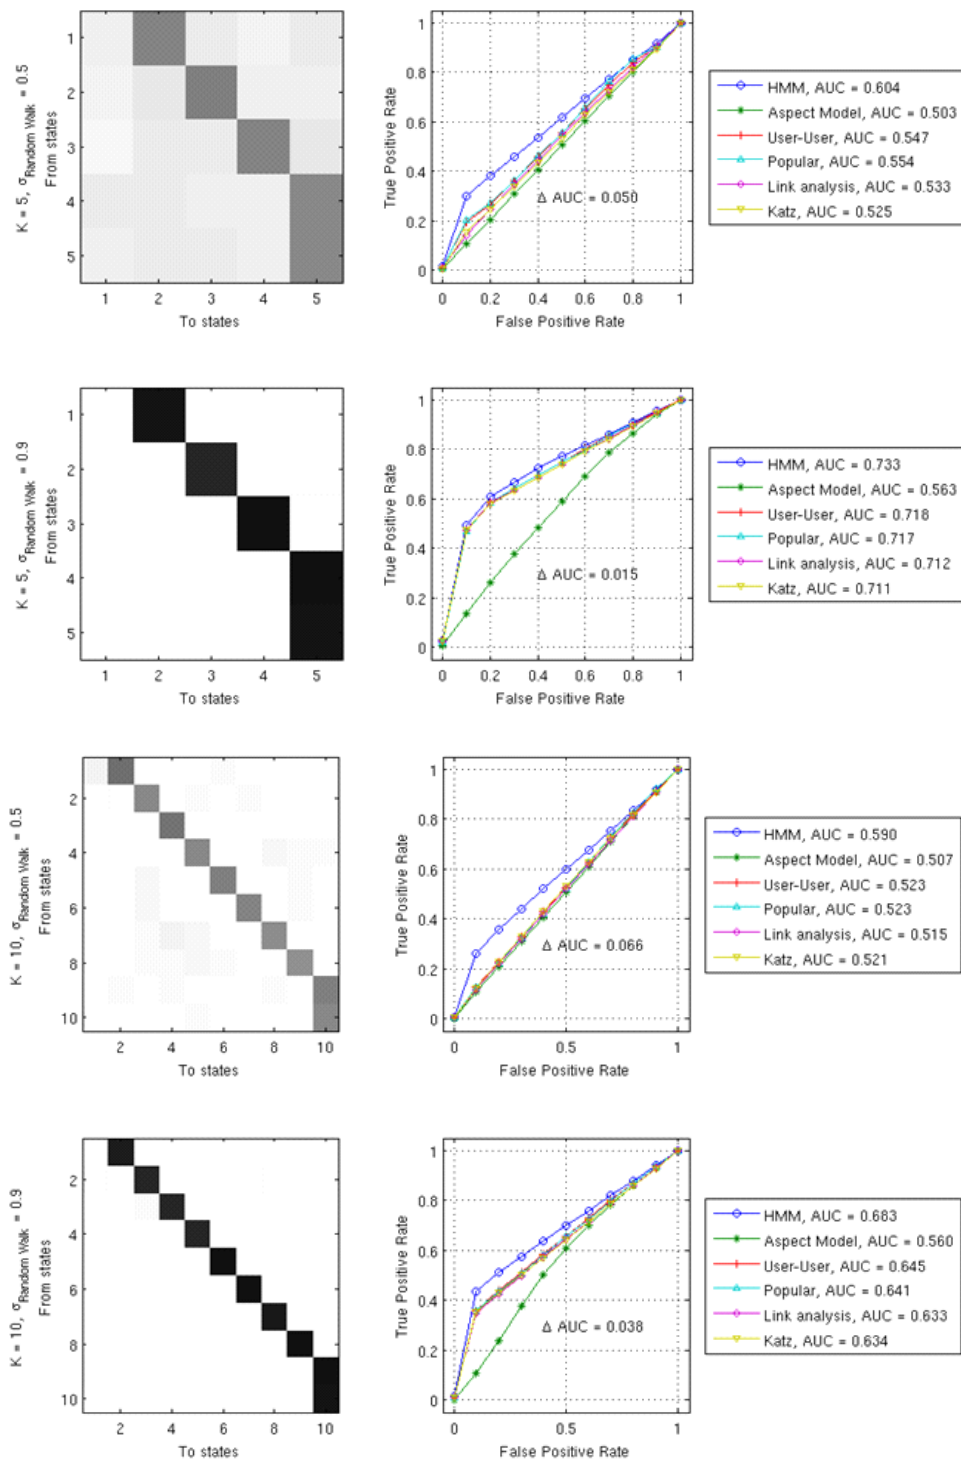 K = 5, σRandom Walk = 0.5
From states
1
2
3
4
5
1 2 3 4 5
To states
True Positive Rate
1
0.8
0.6
0.4
0.2
0
Δ AUC = 0.050
0 0.2 0.4 0.6 0.8 1
False Positive Rate
HMM, AUC = 0.604
Aspect Model, AUC = 0.503
User-User, AUC = 0.547
Popular, AUC = 0.554
Link analysis, AUC = 0.533
Katz, AUC = 0.525
K = 5, σRandom Walk = 0.9
From states
1
2
3
4
5
1 2 3 4 5
To states
True Positive Rate
1
0.8
0.6
0.4
0.2
0
Δ AUC = 0.015
0 0.2 0.4 0.6 0.8 1
False Positive Rate
HMM, AUC = 0.733
Aspect Model, AUC = 0.563
User-User, AUC = 0.718
Popular, AUC = 0.717
Link analysis, AUC = 0.712
Katz, AUC = 0.711
K = 10, σRandom Walk = 0.5
From states
2
4
6
8
10
2 4 6 8 10
To states
True Positive Rate
1
0.8
0.6
0.4
0.2
0
Δ AUC = 0.066
0 0.5 1
False Positive Rate
HMM, AUC = 0.590
Aspect Model, AUC = 0.507
User-User, AUC = 0.523
Popular, AUC = 0.523
Link analysis, AUC = 0.515
Katz, AUC = 0.521
K = 10, σRandom Walk = 0.9
From states
2
4
6
8
10
2 4 6 8 10
To states
True Positive Rate
1
0.8
0.6
0.4
0.2
0
Δ AUC = 0.038
0 0.5 1
False Positive Rate
HMM, AUC = 0.683
Aspect Model, AUC = 0.560
User-User, AUC = 0.645
Popular, AUC = 0.641
Link analysis, AUC = 0.633
Katz, AUC = 0.634